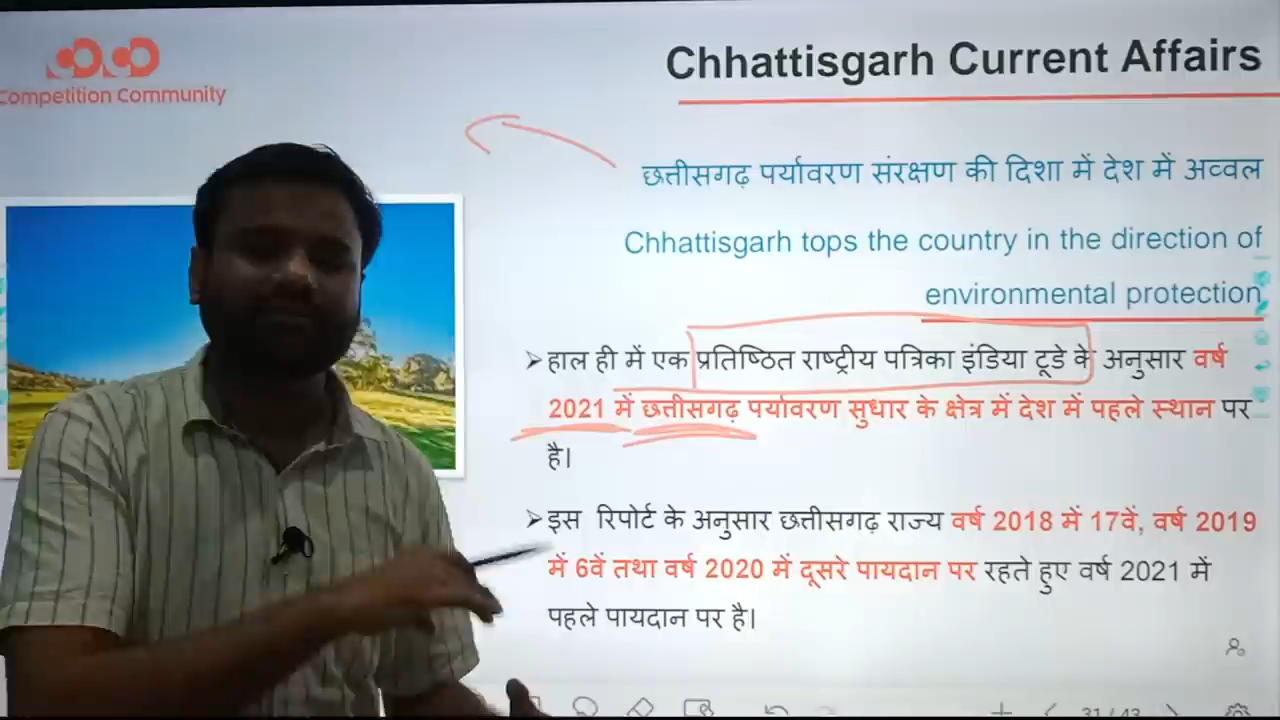 Competition Community
Chhattisgarh Current Affairs
छत्तीसगढ़ पर्यावरण संरक्षण की दिशा में देश में अव्वल
Chhattisgarh tops the country in the direction of
environmental protection
➢हाल ही में एक प्रतिष्ठित राष्ट्रीय पत्रिका इंडिया टूडे के अनुसार वर्ष
2021 में छत्तीसगढ़ पर्यावरण सुधार के क्षेत्र में देश में पहले स्थान पर
है।
➢इस रिपोर्ट के अनुसार छत्तीसगढ़ राज्य वर्ष 2018 में 17वें, वर्ष 2019
में 6वें तथा वर्ष 2020 में दूसरे पायदान पर रहते हुए वर्ष 2021 में
पहले पायदान पर है।
31 / 43